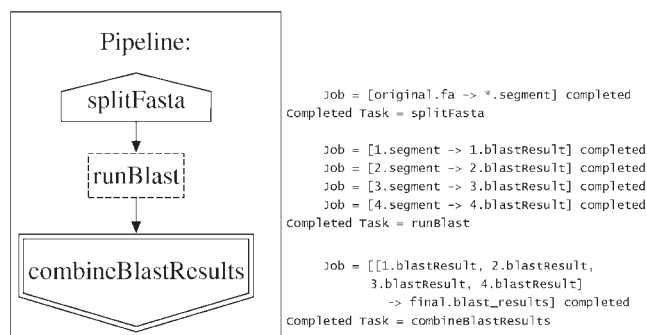 Pipeline:
splitFasta
runBlast
combineBlastResults
Job = [original.fa -> *.segment] completed
Completed Task = splitFasta
Job = [1.segment -> 1.blastResult] completed
Job = [2.segment -> 2.blastResult] completed
Job = [3.segment -> 3.blastResult] completed
Job = [4.segment -> 4.blastResult] completed
Completed Task = runBlast
Job = [[1.blastResult, 2.blastResult,
3.blastResult, 4.blastResult]
-> final.blast_results] completed
Completed Task = combineBlastResults